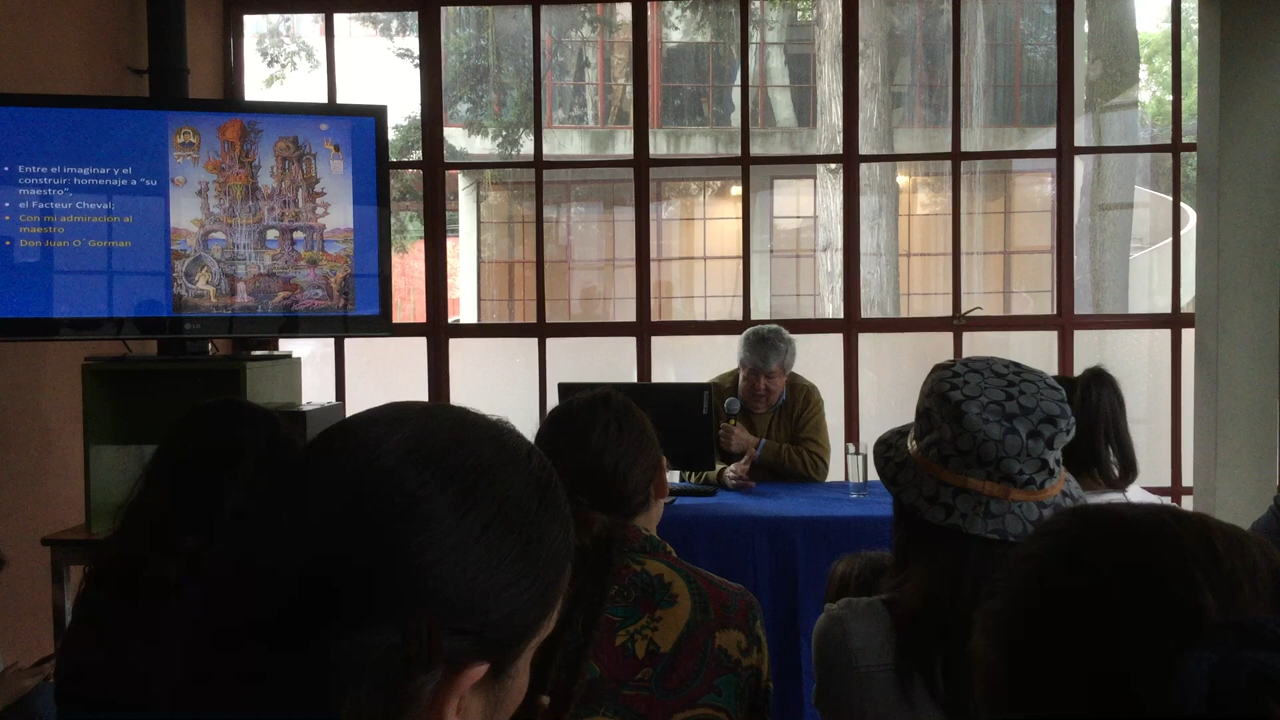 • Entre el imaginar y el
construir: homenaje a “su
maestro”,
• el Facteur Cheval;
• Con mi admiración al
maestro
• Don Juan O´Gorman
LG